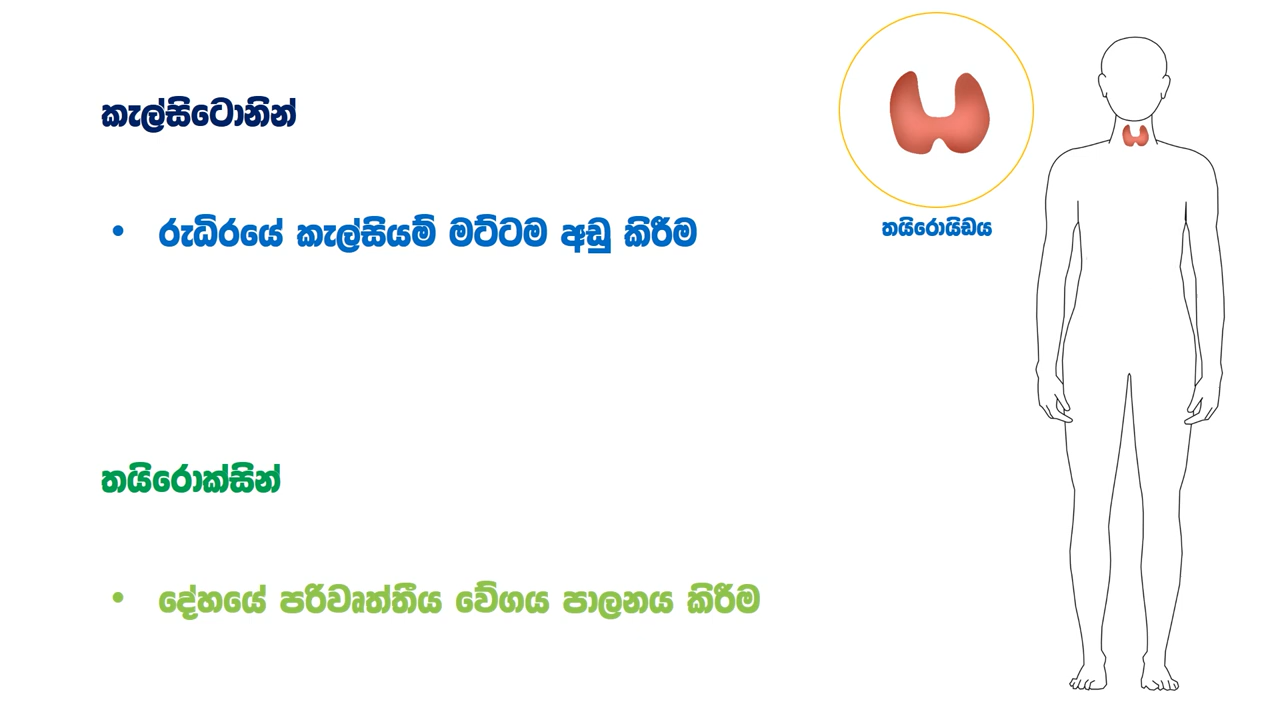 කැල්සිටොනින්
• රුධිරයේ කැල්සියම් මට්ටම අඩු කිරීම
තයිරොයිඩය
තයිරොක්සින්
• දේහයේ පරිවෘත්තීය වේගය පාලනය කිරීම